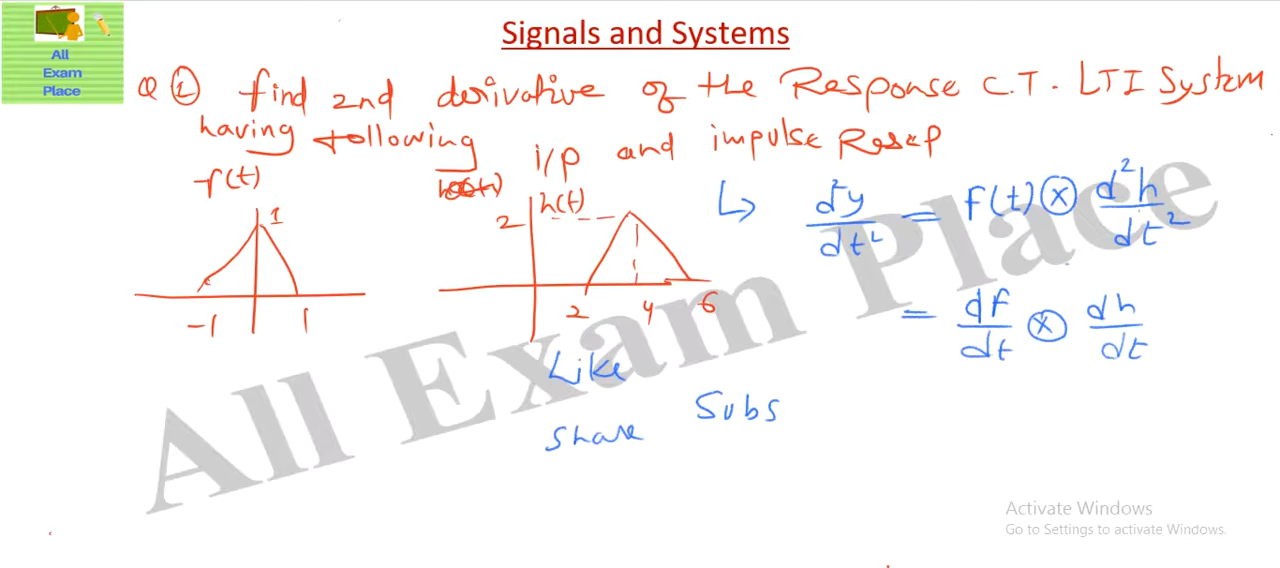 Signals and Systems
All
Exam
Place
Q ① find 2nd derivative of the Response C.T. LTI System
having following i/p and impulse Resep
f(t)
1
-1 1
h(t)
2
2 4 6
↳ d²y/dt² = f(t) ⊗ d²h/dt²
= df/dt ⊗ dh/dt
Like
Share Subs
All Exam Place
Activate Windows
Go to Settings to activate Windows.